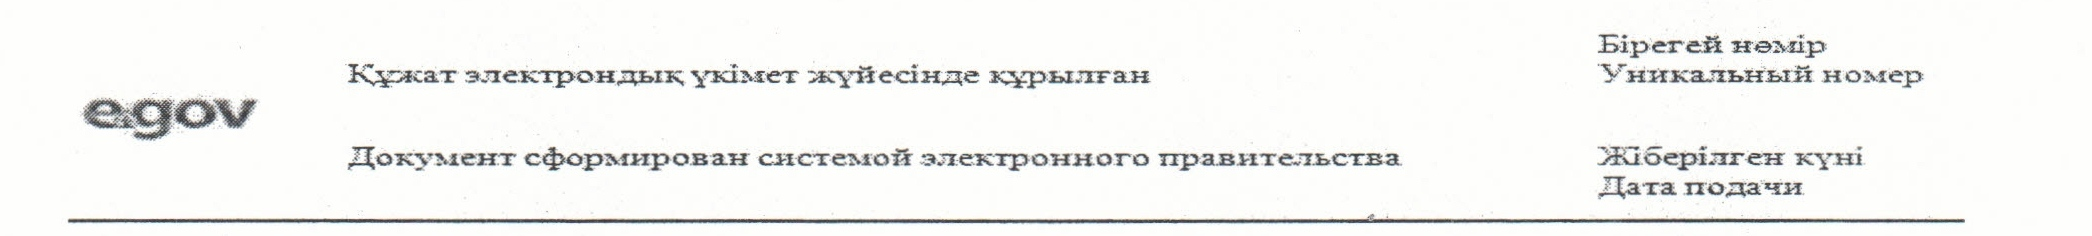 egov
Құжат электрондық үкімет жүйесінде құрылған
Документ сформирован системой электронного правительства
Бірегей нөмір
Уникальный номер
Жіберілген күні
Дата подачи